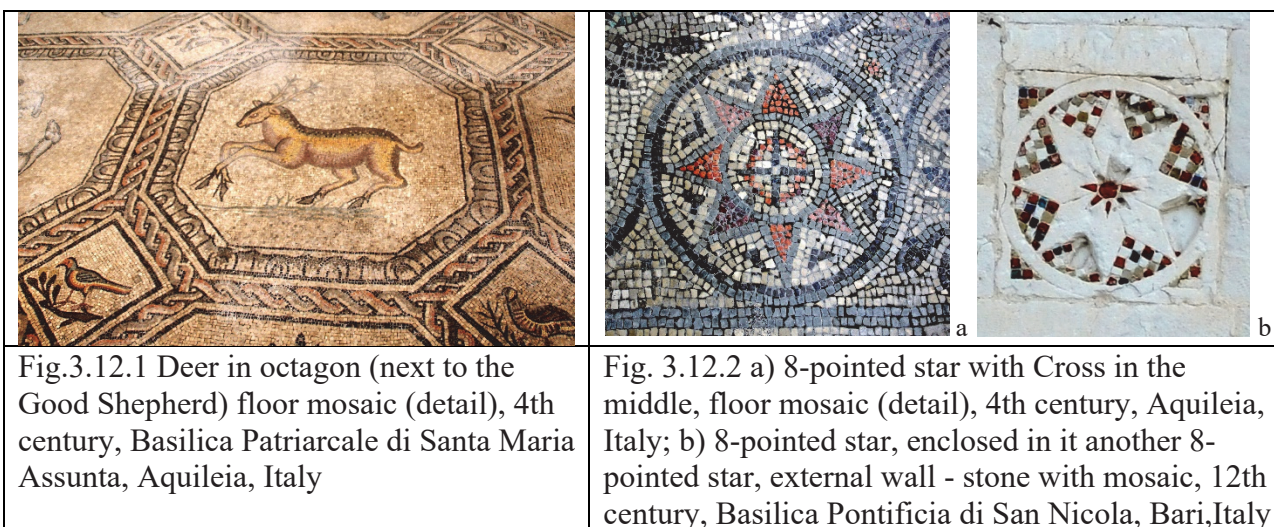 a
b
Fig.3.12.1 Deer in octagon (next to the
Good Shepherd) floor mosaic (detail), 4th
century, Basilica Patriarcale di Santa Maria
Assunta, Aquileia, Italy
Fig. 3.12.2 a) 8-pointed star with Cross in the
middle, floor mosaic (detail), 4th century, Aquileia,
Italy; b) 8-pointed star, enclosed in it another 8-
pointed star, external wall - stone with mosaic, 12th
century, Basilica Pontificia di San Nicola, Bari,Italy